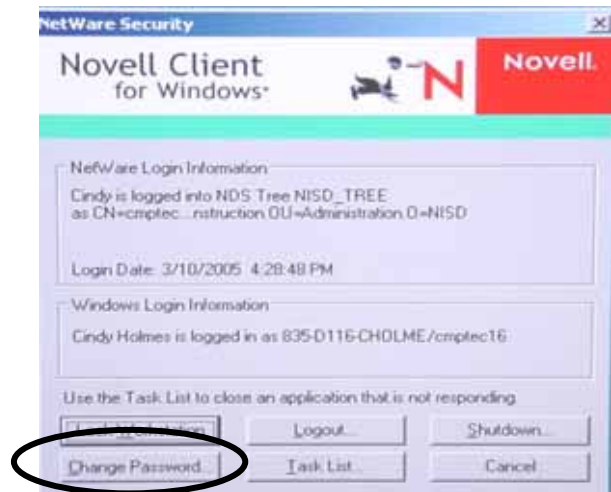 NetWare Security
Novell Client
for Windows*
N
Novell.
NetWare Login Information
Cindy is logged into NDS Tree NISD_TREE
as CN=cmptec...nstruction.OU=Administration.O=NISD
Login Date: 3/10/2005 4:28:48 PM
Windows Login Information
Cindy Holmes is logged in as 835-D116-CHOLME/cmptec16
Use the Task List to close an application that is not responding.
Lock Workstation Logout... Shutdown...
Change Password... Task List... Cancel